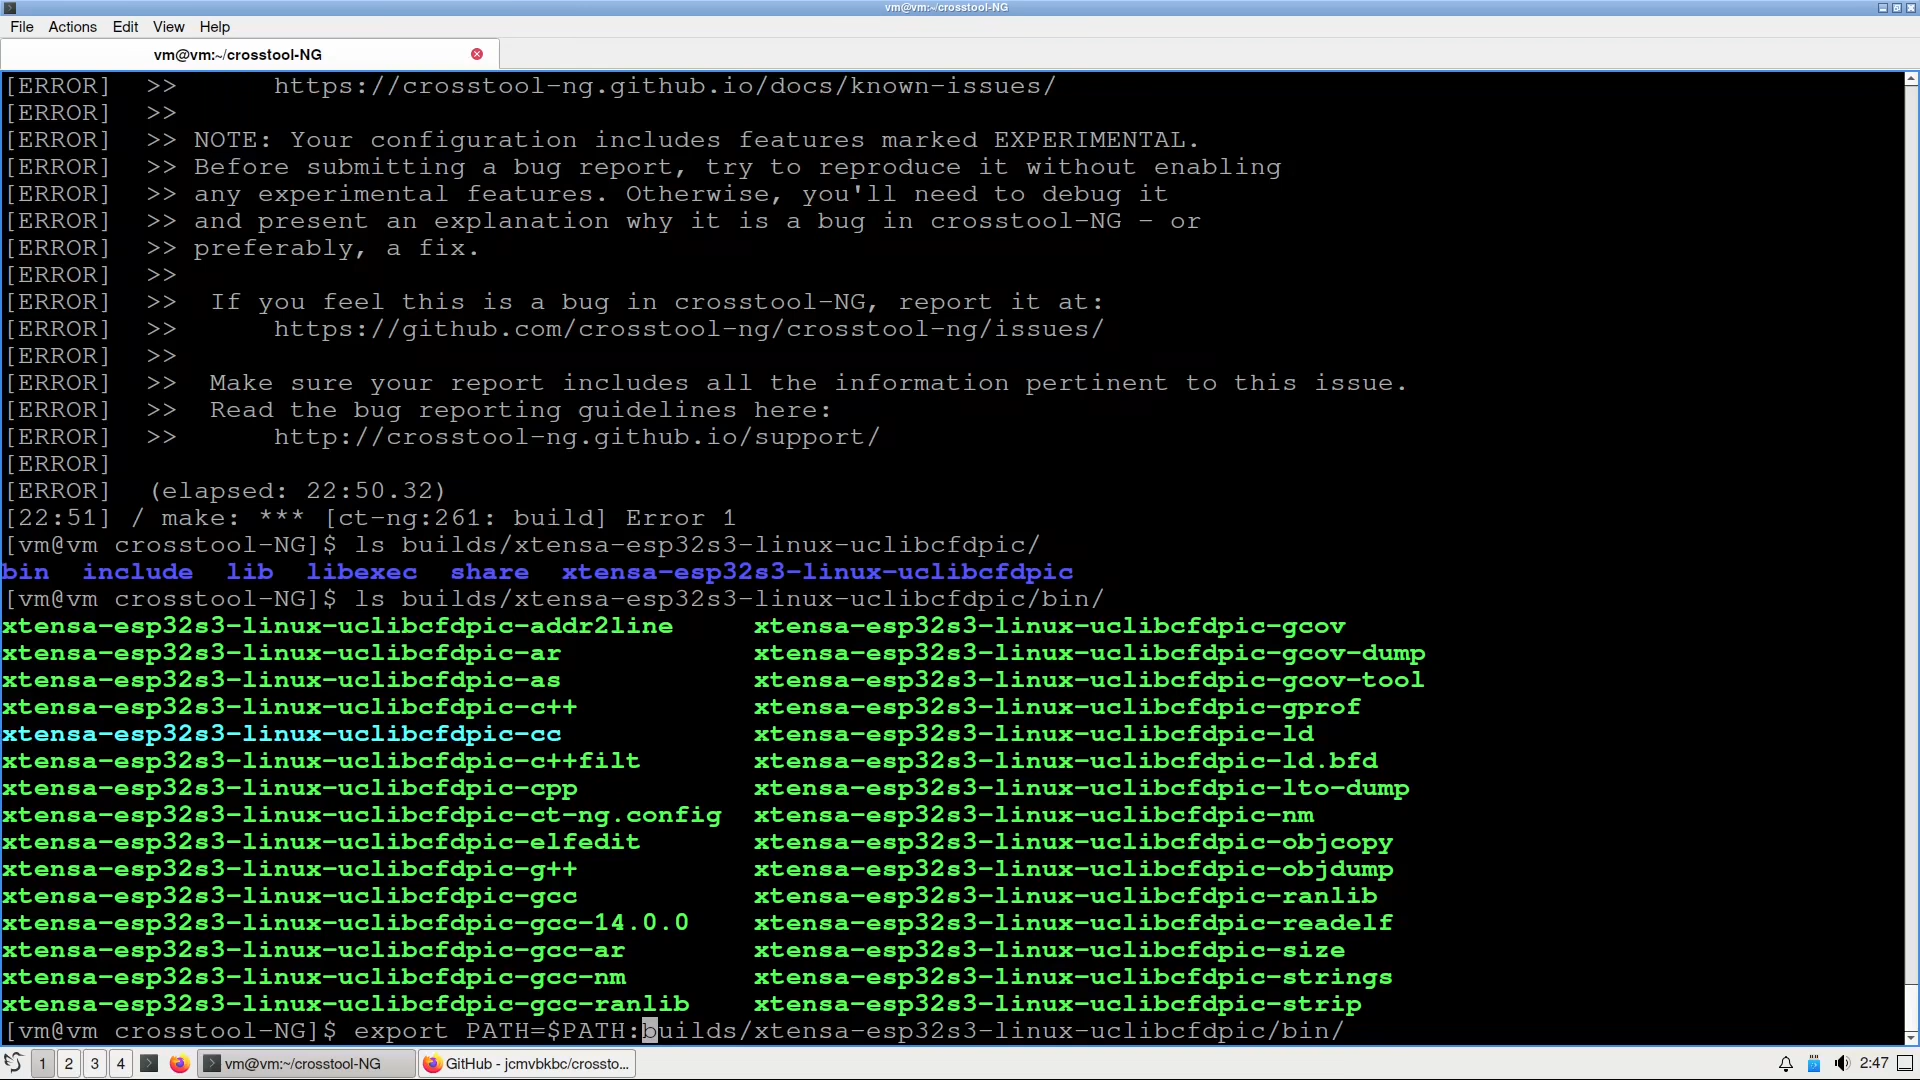 vm@vm:~/crosstool-NG
File Actions Edit View Help
vm@vm:~/crosstool-NG
[ERROR]  >>      https://crosstool-ng.github.io/docs/known-issues/
[ERROR]  >>
[ERROR]  >> NOTE: Your configuration includes features marked EXPERIMENTAL.
[ERROR]  >> Before submitting a bug report, try to reproduce it without enabling
[ERROR]  >> any experimental features. Otherwise, you'll need to debug it
[ERROR]  >> and present an explanation why it is a bug in crosstool-NG - or
[ERROR]  >> preferably, a fix.
[ERROR]  >>
[ERROR]  >>  If you feel this is a bug in crosstool-NG, report it at:
[ERROR]  >>      https://github.com/crosstool-ng/crosstool-ng/issues/
[ERROR]  >>
[ERROR]  >>  Make sure your report includes all the information pertinent to this issue.
[ERROR]  >>  Read the bug reporting guidelines here:
[ERROR]  >>      http://crosstool-ng.github.io/support/
[ERROR]
[ERROR]  (elapsed: 22:50.32)
[22:51] / make: *** [ct-ng:261: build] Error 1
[vm@vm crosstool-NG]$ ls builds/xtensa-esp32s3-linux-uclibcfdpic/
bin  include  lib  libexec  share  xtensa-esp32s3-linux-uclibcfdpic
[vm@vm crosstool-NG]$ ls builds/xtensa-esp32s3-linux-uclibcfdpic/bin/
xtensa-esp32s3-linux-uclibcfdpic-addr2line     xtensa-esp32s3-linux-uclibcfdpic-gcov
xtensa-esp32s3-linux-uclibcfdpic-ar            xtensa-esp32s3-linux-uclibcfdpic-gcov-dump
xtensa-esp32s3-linux-uclibcfdpic-as            xtensa-esp32s3-linux-uclibcfdpic-gcov-tool
xtensa-esp32s3-linux-uclibcfdpic-c++           xtensa-esp32s3-linux-uclibcfdpic-gprof
xtensa-esp32s3-linux-uclibcfdpic-cc            xtensa-esp32s3-linux-uclibcfdpic-ld
xtensa-esp32s3-linux-uclibcfdpic-c++filt       xtensa-esp32s3-linux-uclibcfdpic-ld.bfd
xtensa-esp32s3-linux-uclibcfdpic-cpp           xtensa-esp32s3-linux-uclibcfdpic-lto-dump
xtensa-esp32s3-linux-uclibcfdpic-ct-ng.config  xtensa-esp32s3-linux-uclibcfdpic-nm
xtensa-esp32s3-linux-uclibcfdpic-elfedit       xtensa-esp32s3-linux-uclibcfdpic-objcopy
xtensa-esp32s3-linux-uclibcfdpic-g++           xtensa-esp32s3-linux-uclibcfdpic-objdump
xtensa-esp32s3-linux-uclibcfdpic-gcc           xtensa-esp32s3-linux-uclibcfdpic-ranlib
xtensa-esp32s3-linux-uclibcfdpic-gcc-14.0.0    xtensa-esp32s3-linux-uclibcfdpic-readelf
xtensa-esp32s3-linux-uclibcfdpic-gcc-ar        xtensa-esp32s3-linux-uclibcfdpic-size
xtensa-esp32s3-linux-uclibcfdpic-gcc-nm        xtensa-esp32s3-linux-uclibcfdpic-strings
xtensa-esp32s3-linux-uclibcfdpic-gcc-ranlib    xtensa-esp32s3-linux-uclibcfdpic-strip
[vm@vm crosstool-NG]$ export PATH=$PATH:builds/xtensa-esp32s3-linux-uclibcfdpic/bin/
1 2 3 4 vm@vm:~/crosstool-NG GitHub - jcmvbkbc/crossto... 2:47